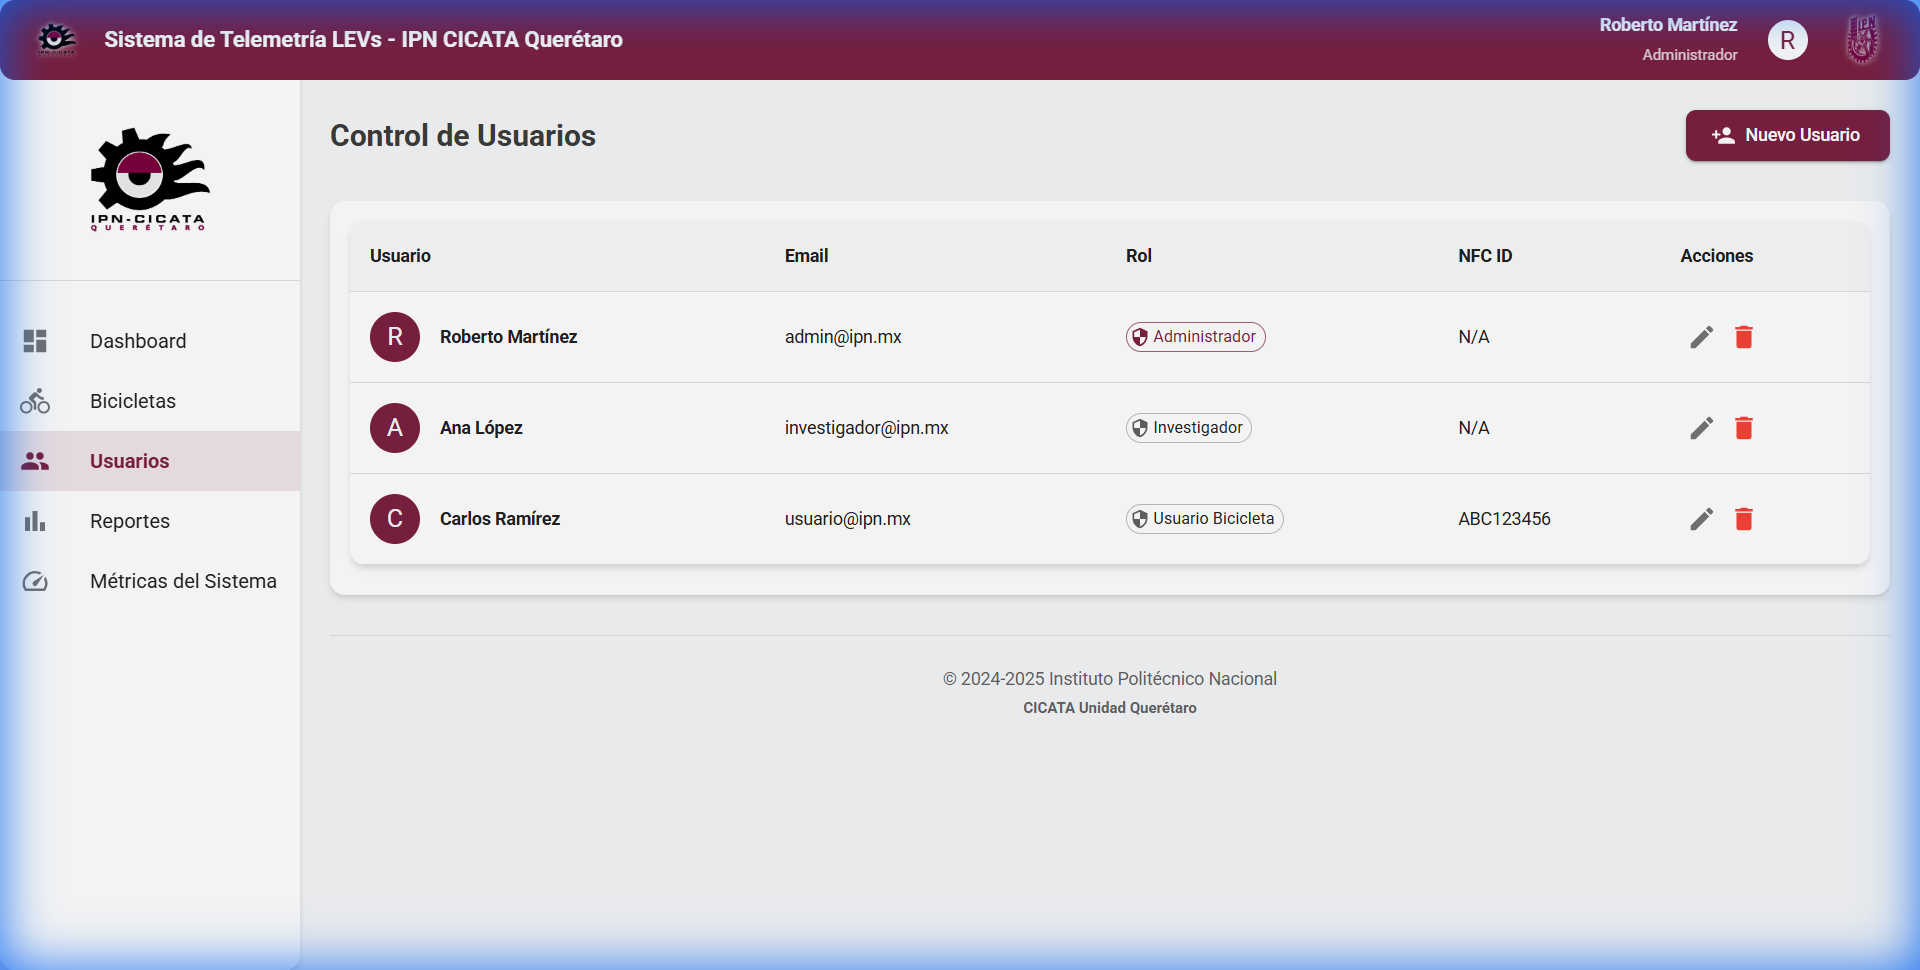 Sistema de Telemetría LEVs - IPN CICATA Querétaro
Roberto Martínez
Administrador
R
IPN-CICATA
QUERÉTARO
Dashboard
Bicicletas
Usuarios
Reportes
Métricas del Sistema
Control de Usuarios
Nuevo Usuario
Usuario Email Rol NFC ID Acciones
R Roberto Martínez admin@ipn.mx Administrador N/A
A Ana López investigador@ipn.mx Investigador N/A
C Carlos Ramírez usuario@ipn.mx Usuario Bicicleta ABC123456
© 2024-2025 Instituto Politécnico Nacional
CICATA Unidad Querétaro